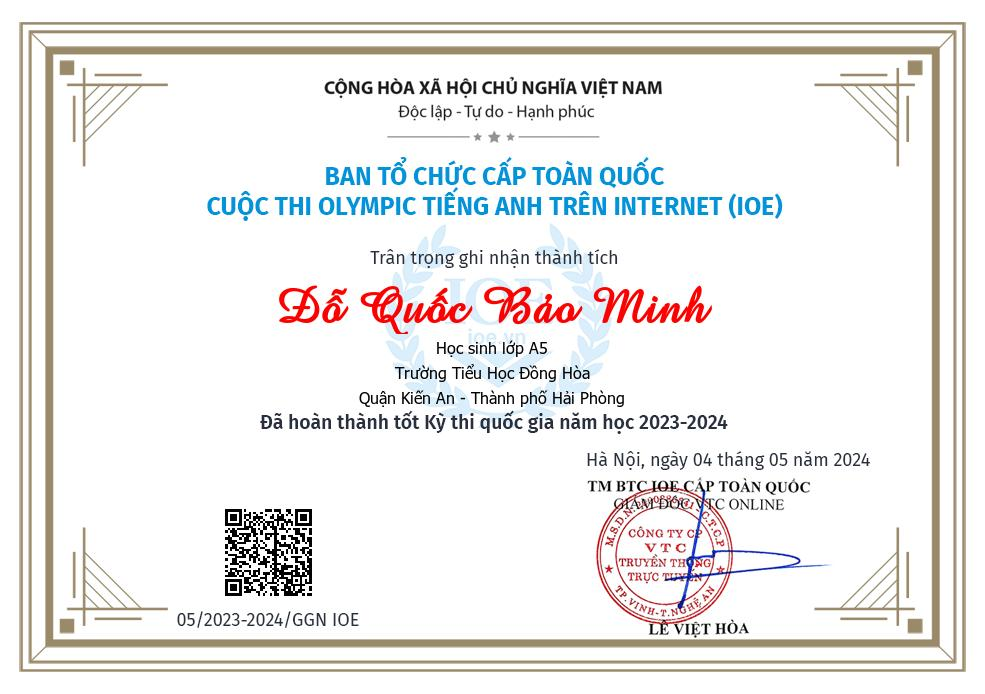 CỘNG HÒA XÃ HỘI CHỦ NGHĨA VIỆT NAM
Độc lập - Tự do - Hạnh phúc
BAN TỔ CHỨC CẤP TOÀN QUỐC
CUỘC THI OLYMPIC TIẾNG ANH TRÊN INTERNET (IOE)
Trân trọng ghi nhận thành tích
IOE
Đỗ Quốc Bảo Minh
ioe.vn
Học sinh lớp A5
Trường Tiểu Học Đồng Hòa
Quận Kiến An - Thành phố Hải Phòng
Đã hoàn thành tốt Kỳ thi quốc gia năm học 2023-2024
Hà Nội, ngày 04 tháng 05 năm 2024
TM BTC IOE CẤP TOÀN QUỐC
GIÁM ĐỐC VTC ONLINE
CÔNG TY CP
VTC
TRUYỀN THÔNG
TRỰC TUYẾN
TP.VINH-T.NGHỆ AN
LÊ VIỆT HÒA
05/2023-2024/GGN IOE